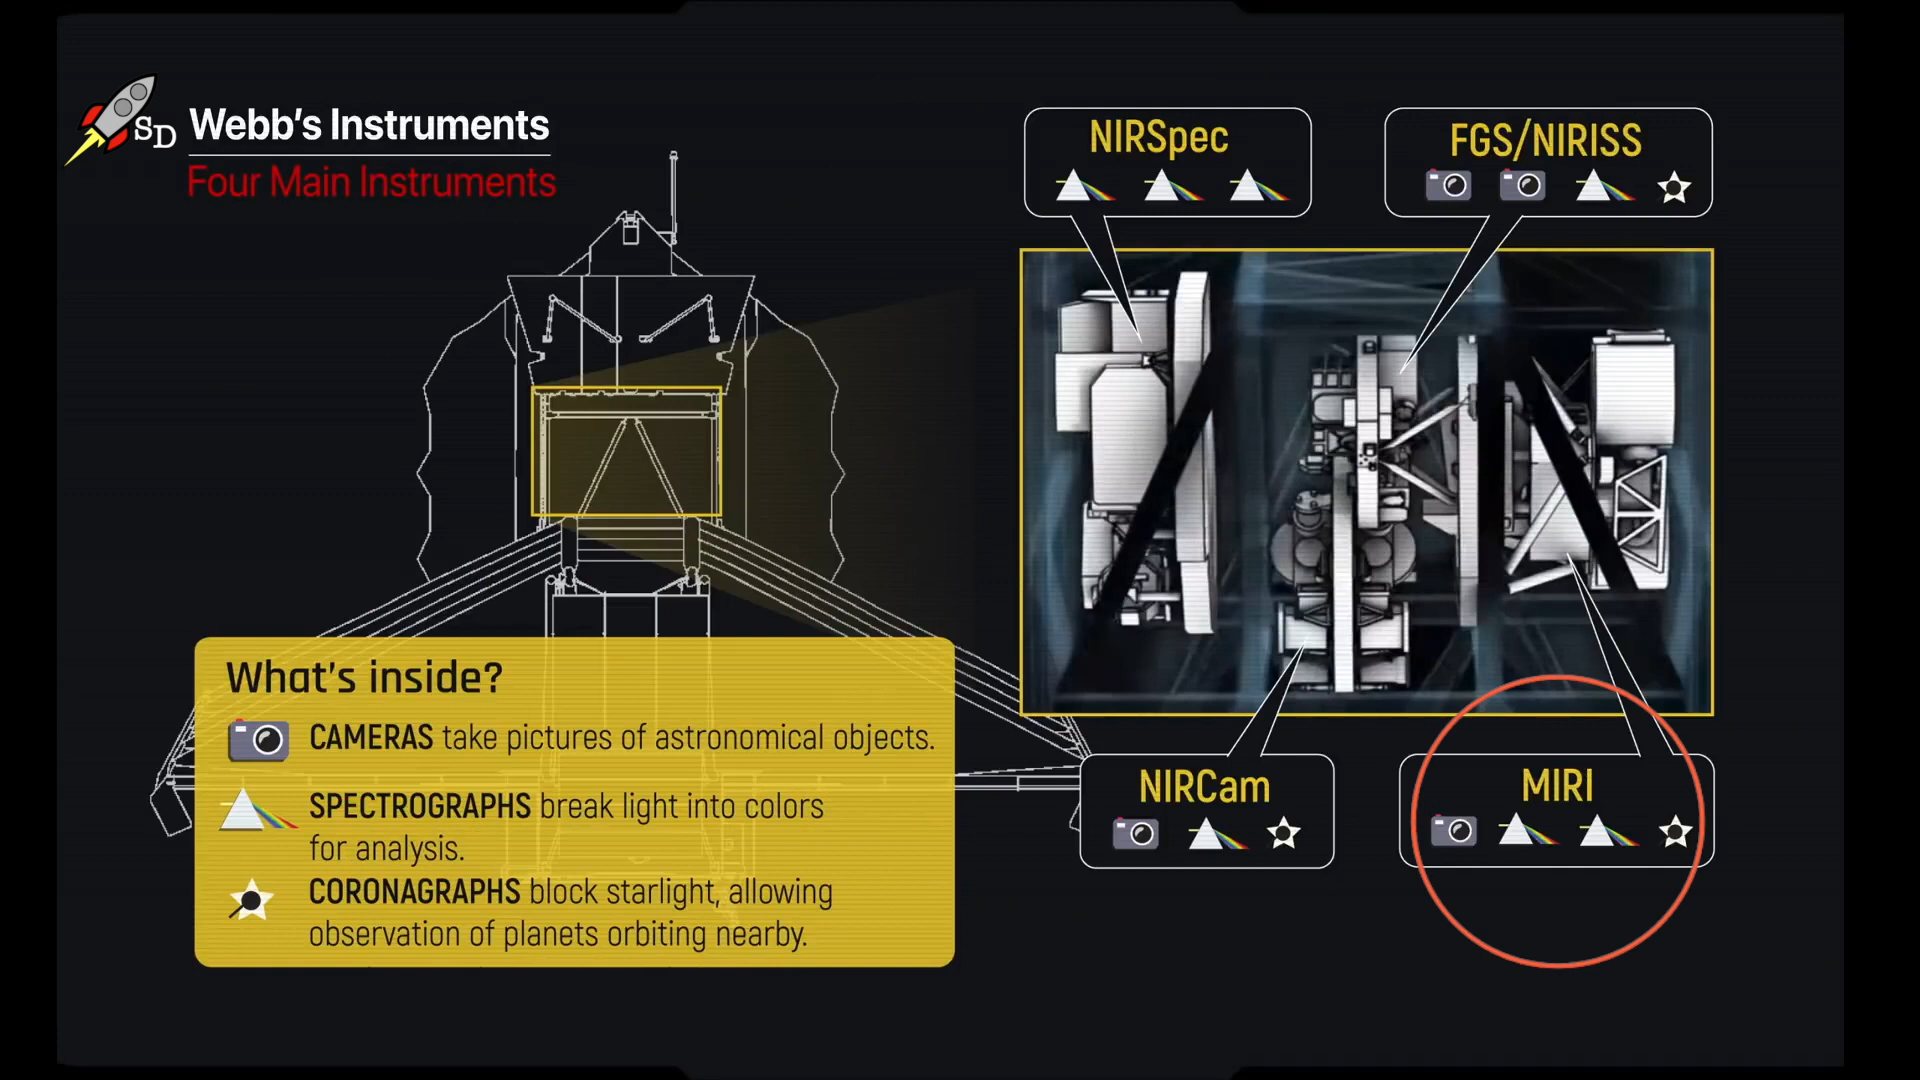 SD
Webb's Instruments
Four Main Instruments
NIRSpec
FGS/NIRISS
What's inside?
CAMERAS take pictures of astronomical objects.
SPECTROGRAPHS break light into colors
for analysis.
CORONAGRAPHS block starlight, allowing
observation of planets orbiting nearby.
NIRCam
MIRI